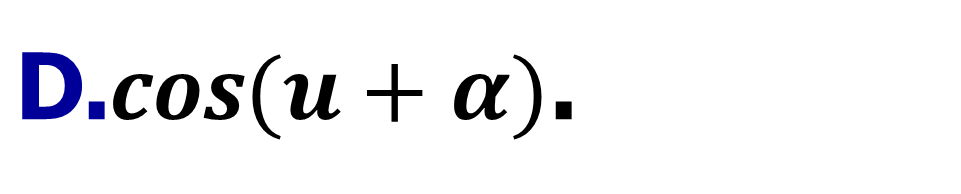 D.cos(u + α).